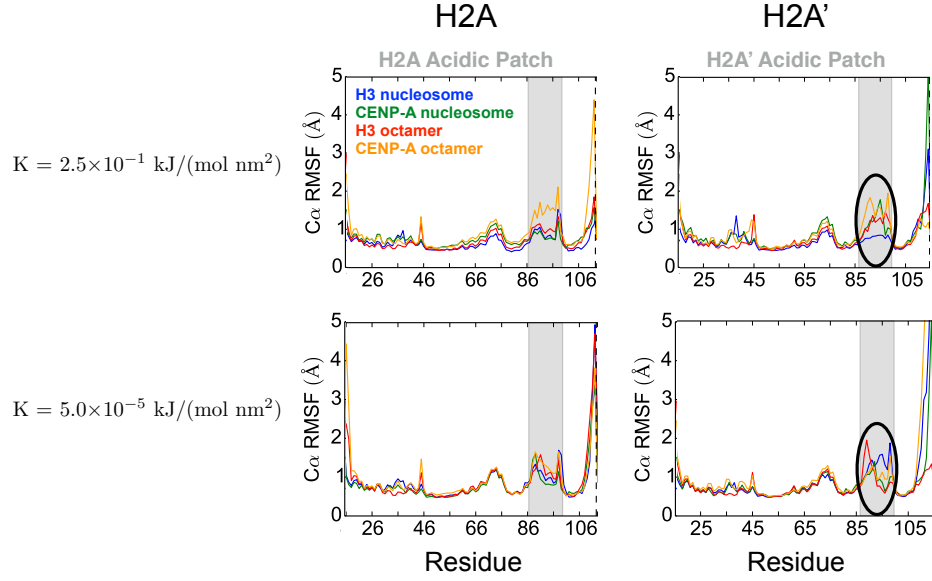 H2A
H2A'
H2A Acidic Patch
H2A' Acidic Patch
K = 2.5×10⁻¹ kJ/(mol nm²)
Cα RMSF (Å)
5
4
3
2
1
0
H3 nucleosome
CENP-A nucleosome
H3 octamer
CENP-A octamer
26 46 66 86 106
Cα RMSF (Å)
5
4
3
2
1
0
25 45 65 85 105
K = 5.0×10⁻⁵ kJ/(mol nm²)
Cα RMSF (Å)
5
4
3
2
1
0
26 46 66 86 106
Residue
Cα RMSF (Å)
5
4
3
2
1
0
25 45 65 85 105
Residue